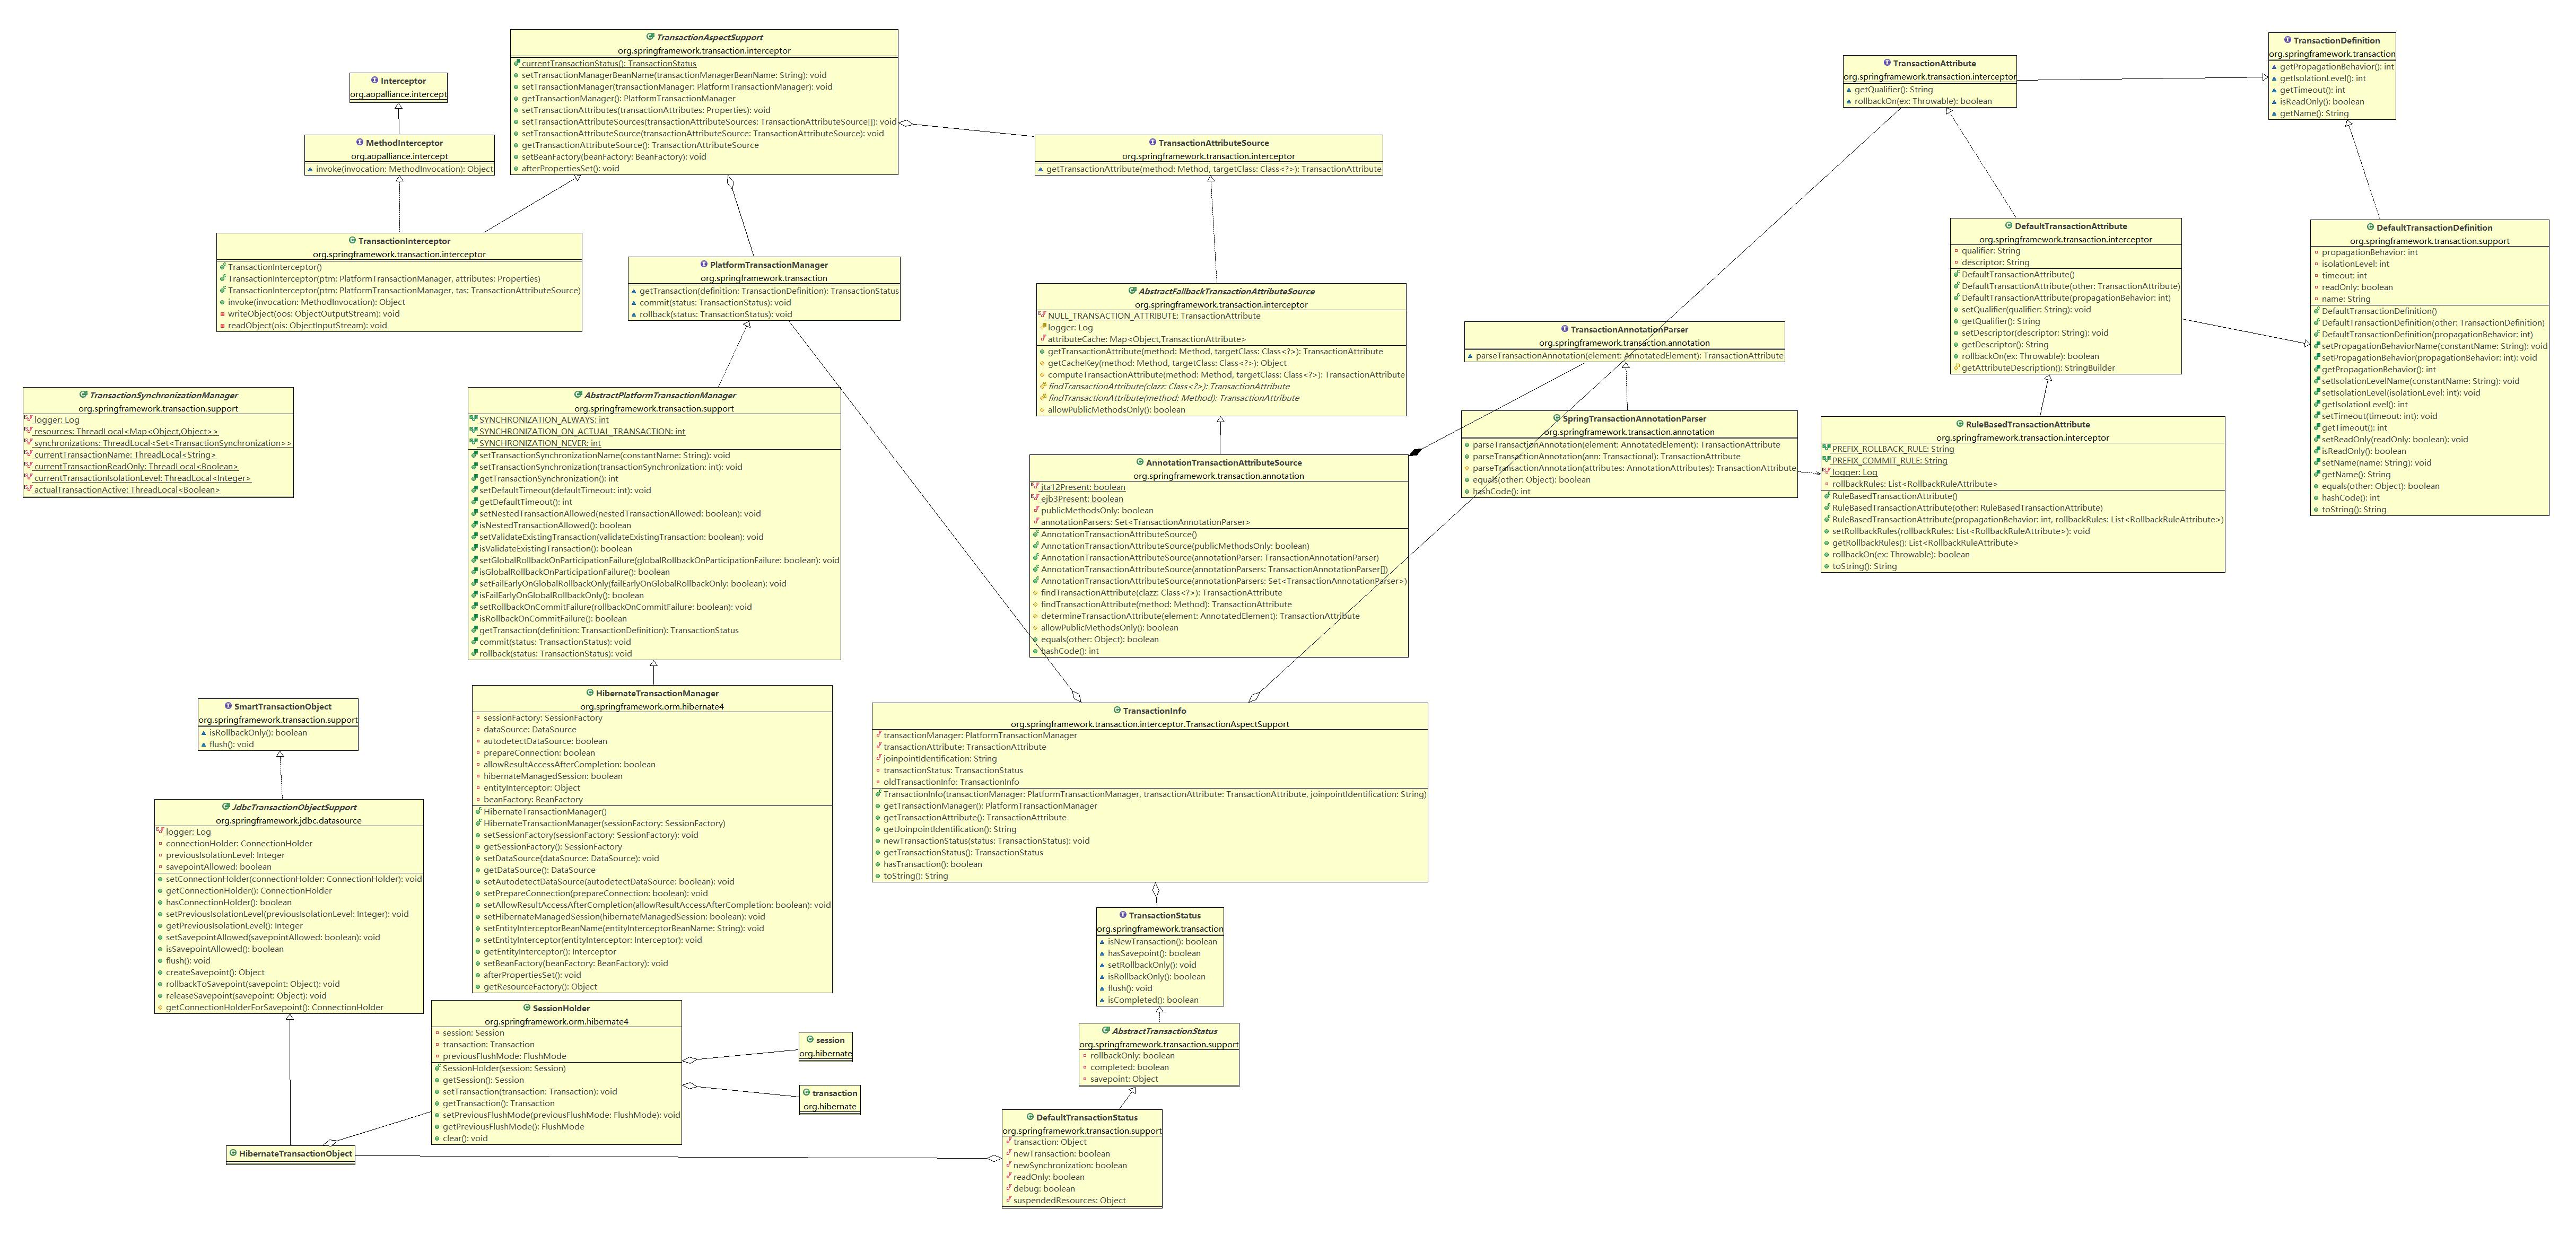 TransactionAspectSupport
org.springframework.transaction.interceptor
currentTransactionStatus(): TransactionStatus
setTransactionManagerBeanName(transactionManagerBeanName: String): void
setTransactionManager(transactionManager: PlatformTransactionManager): void
getTransactionManager(): PlatformTransactionManager
setTransactionAttributes(transactionAttributes: Properties): void
setTransactionAttributeSources(transactionAttributeSources: TransactionAttributeSource[]): void
setTransactionAttributeSource(transactionAttributeSource: TransactionAttributeSource): void
getTransactionAttributeSource(): TransactionAttributeSource
setBeanFactory(beanFactory: BeanFactory): void
afterPropertiesSet(): void
TransactionDefinition
org.springframework.transaction
getPropagationBehavior(): int
getIsolationLevel(): int
getTimeout(): int
isReadOnly(): boolean
getName(): String
TransactionAttribute
org.springframework.transaction.interceptor
getQualifier(): String
rollbackOn(ex: Throwable): boolean
Interceptor
org.aopalliance.intercept
MethodInterceptor
org.aopalliance.intercept
invoke(invocation: MethodInvocation): Object
TransactionAttributeSource
org.springframework.transaction.interceptor
getTransactionAttribute(method: Method, targetClass: Class<?>): TransactionAttribute
TransactionInterceptor
org.springframework.transaction.interceptor
TransactionInterceptor()
TransactionInterceptor(ptm: PlatformTransactionManager, attributes: Properties)
TransactionInterceptor(ptm: PlatformTransactionManager, tas: TransactionAttributeSource)
invoke(invocation: MethodInvocation): Object
writeObject(oos: ObjectOutputStream): void
readObject(ois: ObjectInputStream): void
PlatformTransactionManager
org.springframework.transaction
getTransaction(definition: TransactionDefinition): TransactionStatus
commit(status: TransactionStatus): void
rollback(status: TransactionStatus): void
DefaultTransactionAttribute
org.springframework.transaction.interceptor
qualifier: String
descriptor: String
DefaultTransactionAttribute()
DefaultTransactionAttribute(other: TransactionAttribute)
DefaultTransactionAttribute(propagationBehavior: int)
setQualifier(qualifier: String): void
getQualifier(): String
setDescriptor(descriptor: String): void
getDescriptor(): String
rollbackOn(ex: Throwable): boolean
getAttributeDescription(): StringBuilder
DefaultTransactionDefinition
org.springframework.transaction.support
propagationBehavior: int
isolationLevel: int
timeout: int
readOnly: boolean
name: String
DefaultTransactionDefinition()
DefaultTransactionDefinition(other: TransactionDefinition)
DefaultTransactionDefinition(propagationBehavior: int)
setPropagationBehaviorName(constantName: String): void
setPropagationBehavior(propagationBehavior: int): void
getPropagationBehavior(): int
setIsolationLevelName(constantName: String): void
setIsolationLevel(isolationLevel: int): void
getIsolationLevel(): int
setTimeout(timeout: int): void
getTimeout(): int
setReadOnly(readOnly: boolean): void
isReadOnly(): boolean
setName(name: String): void
getName(): String
equals(other: Object): boolean
hashCode(): int
toString(): String
AbstractFallbackTransactionAttributeSource
org.springframework.transaction.interceptor
NULL_TRANSACTION_ATTRIBUTE: TransactionAttribute
logger: Log
attributeCache: Map<Object,TransactionAttribute>
getTransactionAttribute(method: Method, targetClass: Class<?>): TransactionAttribute
getCacheKey(method: Method, targetClass: Class<?>): Object
computeTransactionAttribute(method: Method, targetClass: Class<?>): TransactionAttribute
findTransactionAttribute(clazz: Class<?>): TransactionAttribute
findTransactionAttribute(method: Method): TransactionAttribute
allowPublicMethodsOnly(): boolean
TransactionAnnotationParser
org.springframework.transaction.annotation
parseTransactionAnnotation(element: AnnotatedElement): TransactionAttribute
TransactionSynchronizationManager
org.springframework.transaction.support
logger: Log
resources: ThreadLocal<Map<Object,Object>>
synchronizations: ThreadLocal<Set<TransactionSynchronization>>
currentTransactionName: ThreadLocal<String>
currentTransactionReadOnly: ThreadLocal<Boolean>
currentTransactionIsolationLevel: ThreadLocal<Integer>
actualTransactionActive: ThreadLocal<Boolean>
AbstractPlatformTransactionManager
org.springframework.transaction.support
SYNCHRONIZATION_ALWAYS: int
SYNCHRONIZATION_ON_ACTUAL_TRANSACTION: int
SYNCHRONIZATION_NEVER: int
setTransactionSynchronizationName(constantName: String): void
setTransactionSynchronization(transactionSynchronization: int): void
getTransactionSynchronization(): int
setDefaultTimeout(defaultTimeout: int): void
getDefaultTimeout(): int
setNestedTransactionAllowed(nestedTransactionAllowed: boolean): void
isNestedTransactionAllowed(): boolean
setValidateExistingTransaction(validateExistingTransaction: boolean): void
isValidateExistingTransaction(): boolean
setGlobalRollbackOnParticipationFailure(globalRollbackOnParticipationFailure: boolean): void
isGlobalRollbackOnParticipationFailure(): boolean
setFailEarlyOnGlobalRollbackOnly(failEarlyOnGlobalRollbackOnly: boolean): void
isFailEarlyOnGlobalRollbackOnly(): boolean
setRollbackOnCommitFailure(rollbackOnCommitFailure: boolean): void
isRollbackOnCommitFailure(): boolean
getTransaction(definition: TransactionDefinition): TransactionStatus
commit(status: TransactionStatus): void
rollback(status: TransactionStatus): void
SpringTransactionAnnotationParser
org.springframework.transaction.annotation
parseTransactionAnnotation(element: AnnotatedElement): TransactionAttribute
parseTransactionAnnotation(ann: Transactional): TransactionAttribute
parseTransactionAnnotation(attributes: AnnotationAttributes): TransactionAttribute
equals(other: Object): boolean
hashCode(): int
RuleBasedTransactionAttribute
org.springframework.transaction.interceptor
PREFIX_ROLLBACK_RULE: String
PREFIX_COMMIT_RULE: String
logger: Log
rollbackRules: List<RollbackRuleAttribute>
RuleBasedTransactionAttribute()
RuleBasedTransactionAttribute(other: RuleBasedTransactionAttribute)
RuleBasedTransactionAttribute(propagationBehavior: int, rollbackRules: List<RollbackRuleAttribute>)
setRollbackRules(rollbackRules: List<RollbackRuleAttribute>): void
getRollbackRules(): List<RollbackRuleAttribute>
rollbackOn(ex: Throwable): boolean
toString(): String
AnnotationTransactionAttributeSource
org.springframework.transaction.annotation
jta12Present: boolean
ejb3Present: boolean
publicMethodsOnly: boolean
annotationParsers: Set<TransactionAnnotationParser>
AnnotationTransactionAttributeSource()
AnnotationTransactionAttributeSource(publicMethodsOnly: boolean)
AnnotationTransactionAttributeSource(annotationParser: TransactionAnnotationParser)
AnnotationTransactionAttributeSource(annotationParsers: TransactionAnnotationParser[])
AnnotationTransactionAttributeSource(annotationParsers: Set<TransactionAnnotationParser>)
findTransactionAttribute(clazz: Class<?>): TransactionAttribute
findTransactionAttribute(method: Method): TransactionAttribute
determineTransactionAttribute(element: AnnotatedElement): TransactionAttribute
allowPublicMethodsOnly(): boolean
equals(other: Object): boolean
hashCode(): int
SmartTransactionObject
org.springframework.transaction.support
isRollbackOnly(): boolean
flush(): void
HibernateTransactionManager
org.springframework.orm.hibernate4
sessionFactory: SessionFactory
dataSource: DataSource
autodetectDataSource: boolean
prepareConnection: boolean
allowResultAccessAfterCompletion: boolean
hibernateManagedSession: boolean
entityInterceptor: Object
beanFactory: BeanFactory
HibernateTransactionManager()
HibernateTransactionManager(sessionFactory: SessionFactory)
setSessionFactory(sessionFactory: SessionFactory): void
getSessionFactory(): SessionFactory
setDataSource(dataSource: DataSource): void
getDataSource(): DataSource
setAutodetectDataSource(autodetectDataSource: boolean): void
setPrepareConnection(prepareConnection: boolean): void
setAllowResultAccessAfterCompletion(allowResultAccessAfterCompletion: boolean): void
setHibernateManagedSession(hibernateManagedSession: boolean): void
setEntityInterceptorBeanName(entityInterceptorBeanName: String): void
setEntityInterceptor(entityInterceptor: Interceptor): void
getEntityInterceptor(): Interceptor
setBeanFactory(beanFactory: BeanFactory): void
afterPropertiesSet(): void
getResourceFactory(): Object
TransactionInfo
org.springframework.transaction.interceptor.TransactionAspectSupport
transactionManager: PlatformTransactionManager
transactionAttribute: TransactionAttribute
joinpointIdentification: String
transactionStatus: TransactionStatus
oldTransactionInfo: TransactionInfo
TransactionInfo(transactionManager: PlatformTransactionManager, transactionAttribute: TransactionAttribute, joinpointIdentification: String)
getTransactionManager(): PlatformTransactionManager
getTransactionAttribute(): TransactionAttribute
getJoinpointIdentification(): String
newTransactionStatus(status: TransactionStatus): void
getTransactionStatus(): TransactionStatus
hasTransaction(): boolean
toString(): String
JdbcTransactionObjectSupport
org.springframework.jdbc.datasource
logger: Log
connectionHolder: ConnectionHolder
previousIsolationLevel: Integer
savepointAllowed: boolean
setConnectionHolder(connectionHolder: ConnectionHolder): void
getConnectionHolder(): ConnectionHolder
hasConnectionHolder(): boolean
setPreviousIsolationLevel(previousIsolationLevel: Integer): void
getPreviousIsolationLevel(): Integer
setSavepointAllowed(savepointAllowed: boolean): void
isSavepointAllowed(): boolean
flush(): void
createSavepoint(): Object
rollbackToSavepoint(savepoint: Object): void
releaseSavepoint(savepoint: Object): void
getConnectionHolderForSavepoint(): ConnectionHolder
TransactionStatus
org.springframework.transaction
isNewTransaction(): boolean
hasSavepoint(): boolean
setRollbackOnly(): void
isRollbackOnly(): boolean
flush(): void
isCompleted(): boolean
SessionHolder
org.springframework.orm.hibernate4
session: Session
transaction: Transaction
previousFlushMode: FlushMode
SessionHolder(session: Session)
getSession(): Session
setTransaction(transaction: Transaction): void
getTransaction(): Transaction
setPreviousFlushMode(previousFlushMode: FlushMode): void
getPreviousFlushMode(): FlushMode
clear(): void
session
org.hibernate
transaction
org.hibernate
AbstractTransactionStatus
org.springframework.transaction.support
rollbackOnly: boolean
completed: boolean
savepoint: Object
DefaultTransactionStatus
org.springframework.transaction.support
transaction: Object
newTransaction: boolean
newSynchronization: boolean
readOnly: boolean
debug: boolean
suspendedResources: Object
HibernateTransactionObject